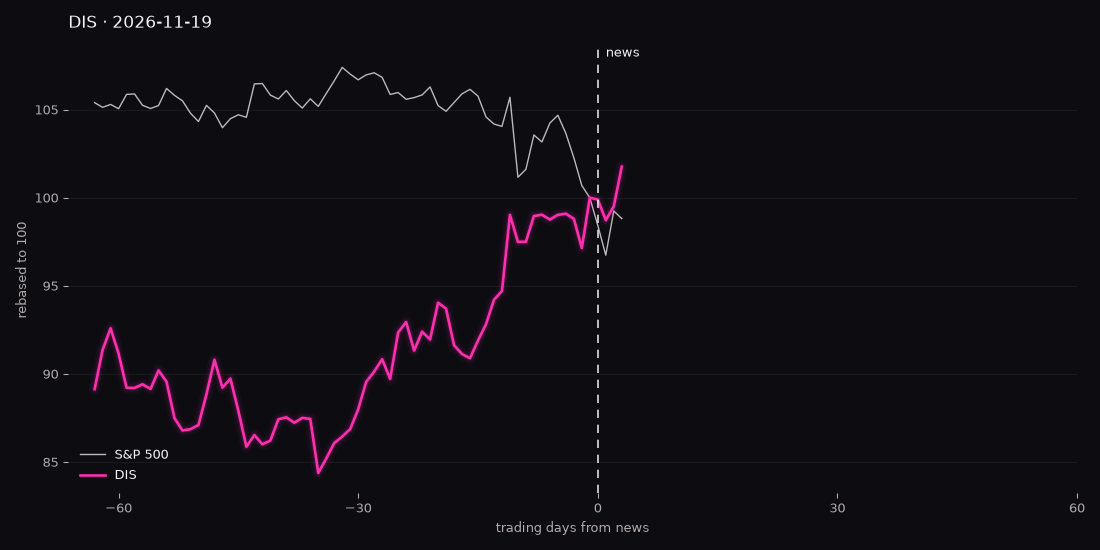 DIS · 2026-11-19
news
105
100
95
90
85
rebased to 100
S&P 500
DIS
−60
−30
0
30
60
trading days from news